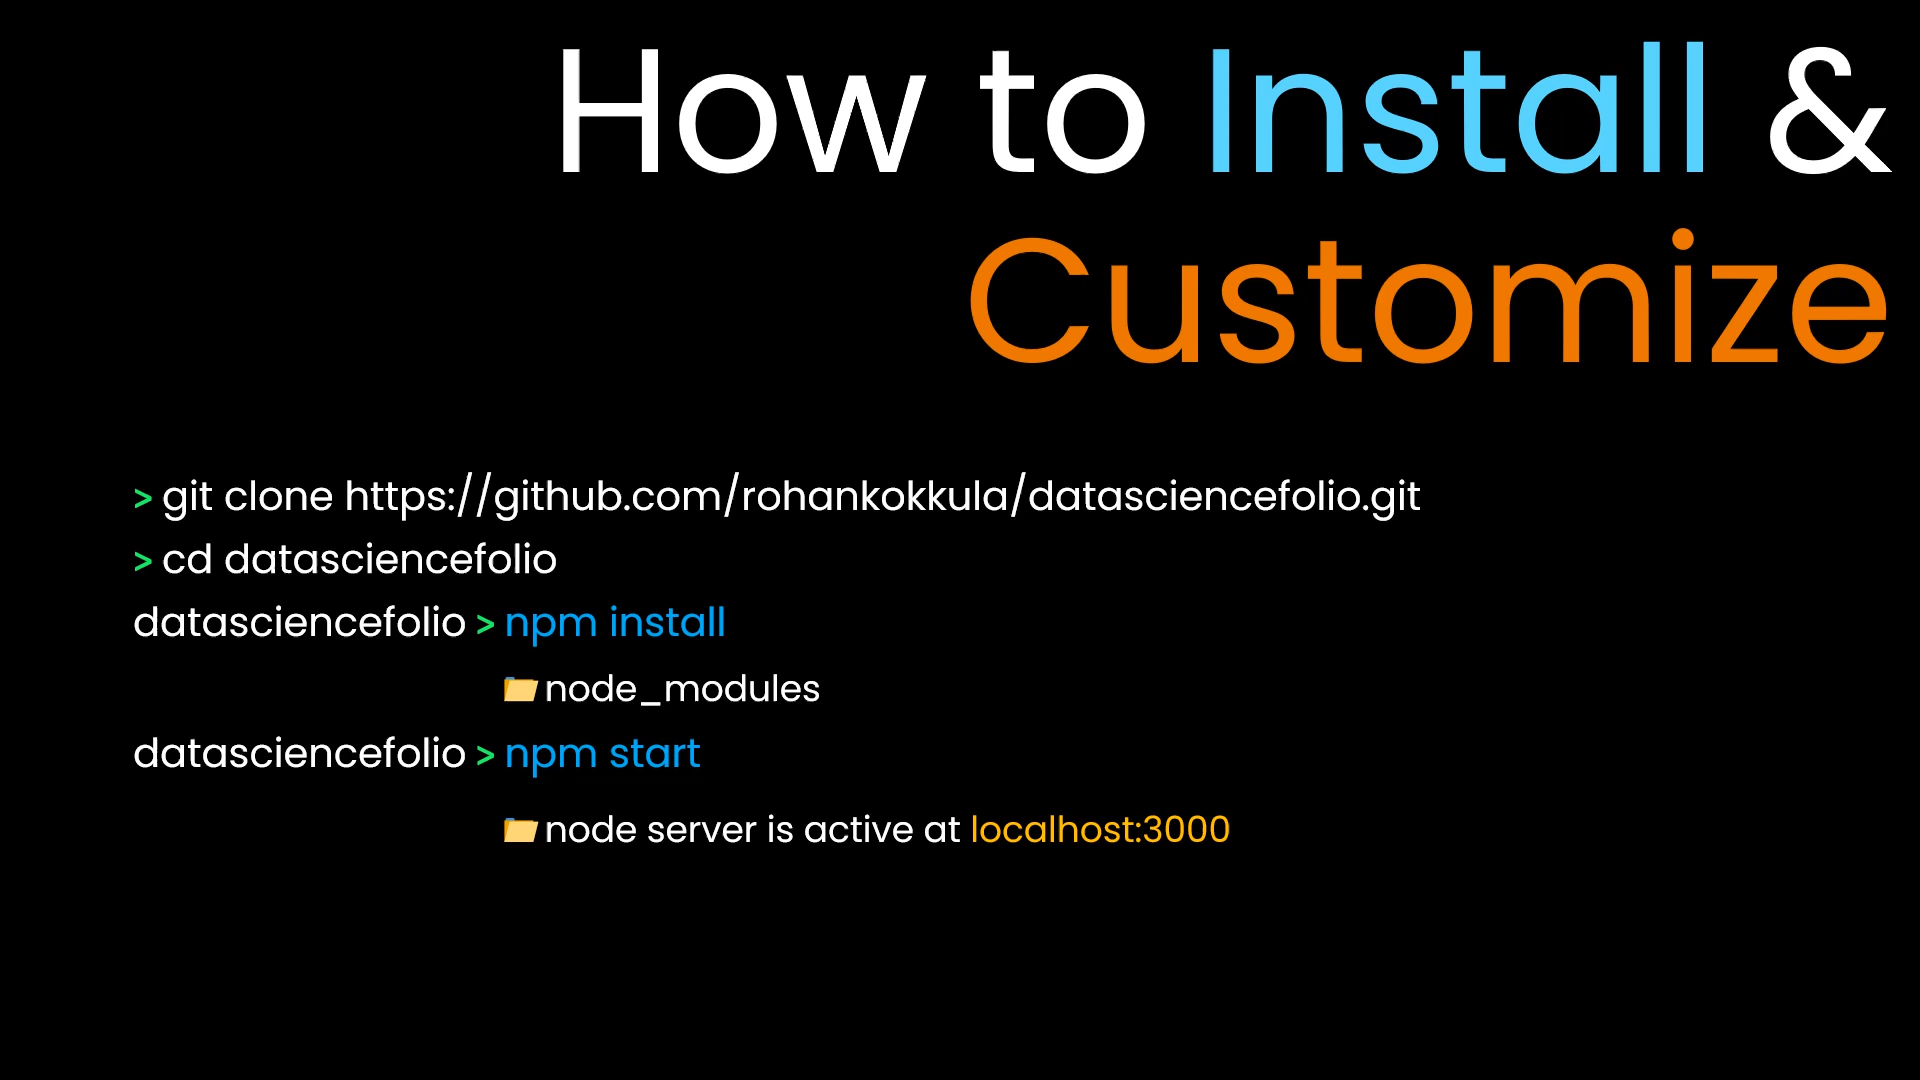 How to Install &
Customize
> git clone https://github.com/rohankokkula/datasciencefolio.git
> cd datasciencefolio
datasciencefolio > npm install
node_modules
datasciencefolio > npm start
node server is active at localhost:3000